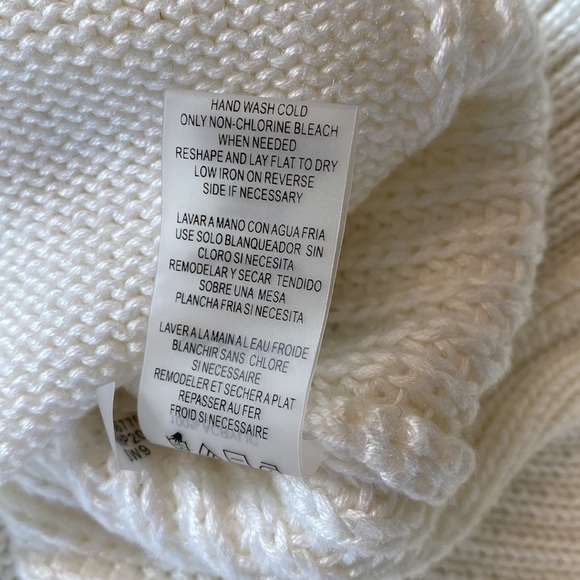 HAND WASH COLD
ONLY NON-CHLORINE BLEACH
WHEN NEEDED
RESHAPE AND LAY FLAT TO DRY
LOW IRON ON REVERSE
SIDE IF NECESSARY
LAVAR A MANO CON AGUA FRIA
USE SOLO BLANQUEADOR SIN
CLORO SI NECESITA
REMODELAR Y SECAR TENDIDO
SOBRE UNA MESA
PLANCHA FRIA SI NECESITA
LAVER A LA MAIN A L EAU FROIDE
BLANCHIR SANS CHLORE
SI NECESSAIRE
REMODELER ET SECHER A PLAT
REPASSER AU FER
FROID SI NECESSAIRE
100% ACRYLIC